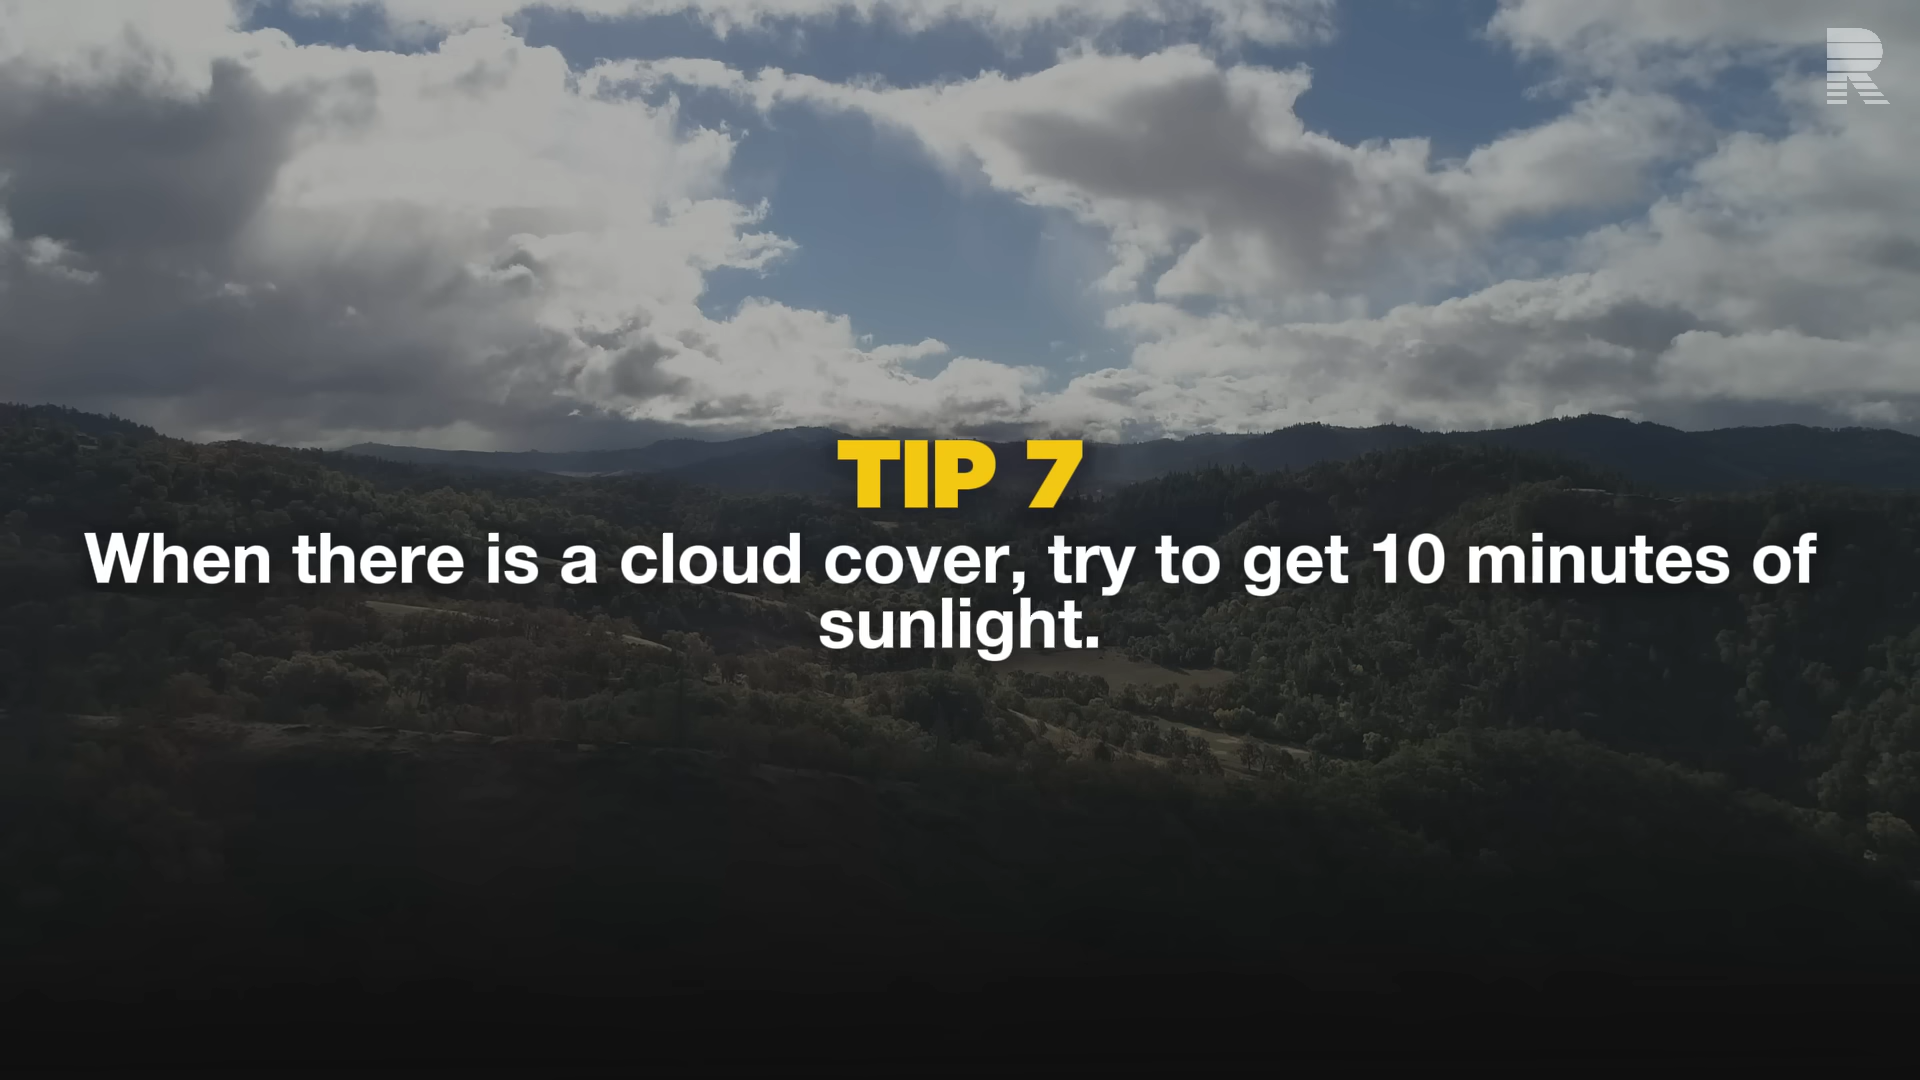 R
TIP 7
When there is a cloud cover, try to get 10 minutes of
sunlight.